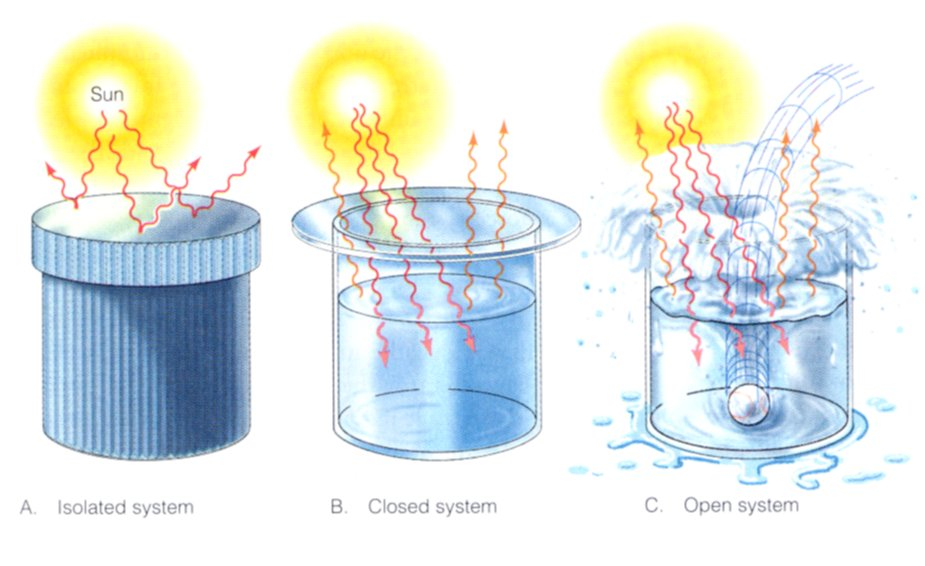 Sun
A. Isolated system
B. Closed system
C. Open system